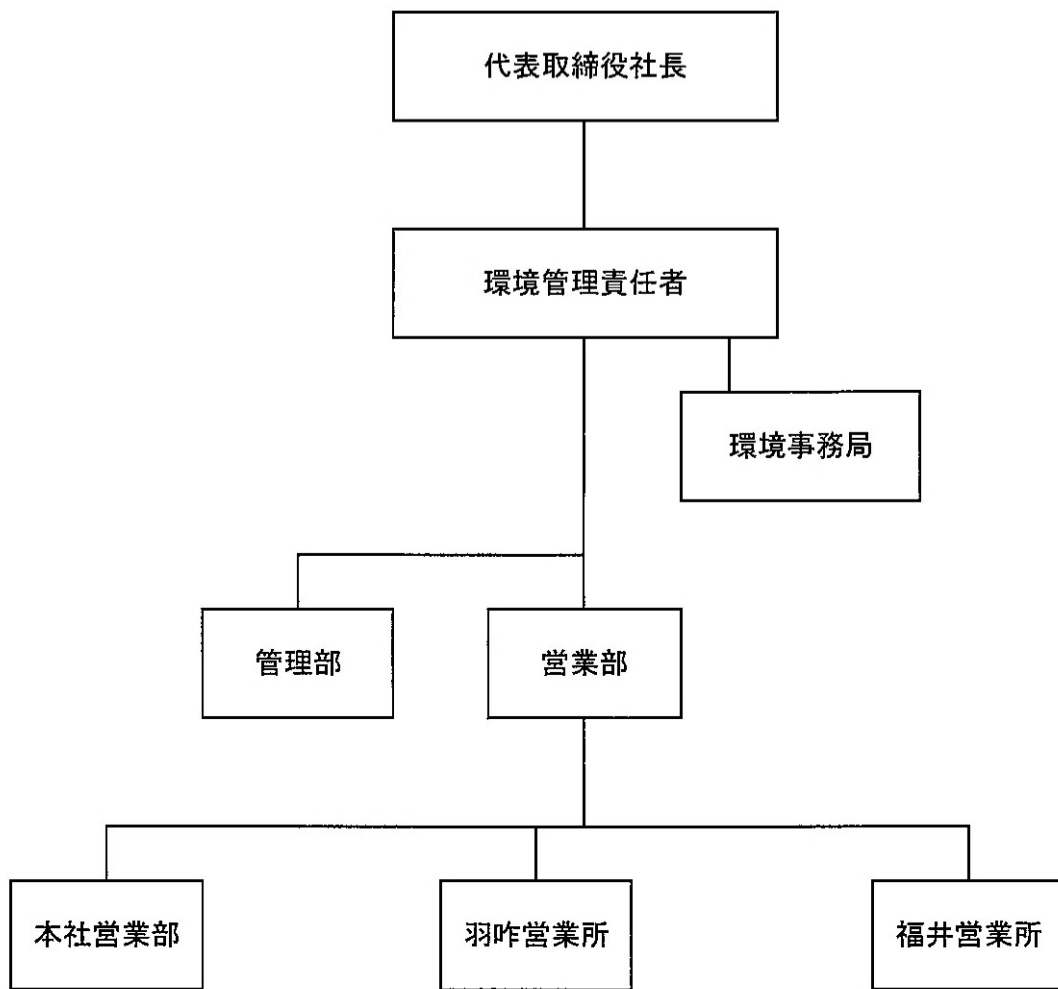 代表取締役社長
環境管理責任者
環境事務局
管理部
営業部
本社営業部
羽咋営業所
福井営業所